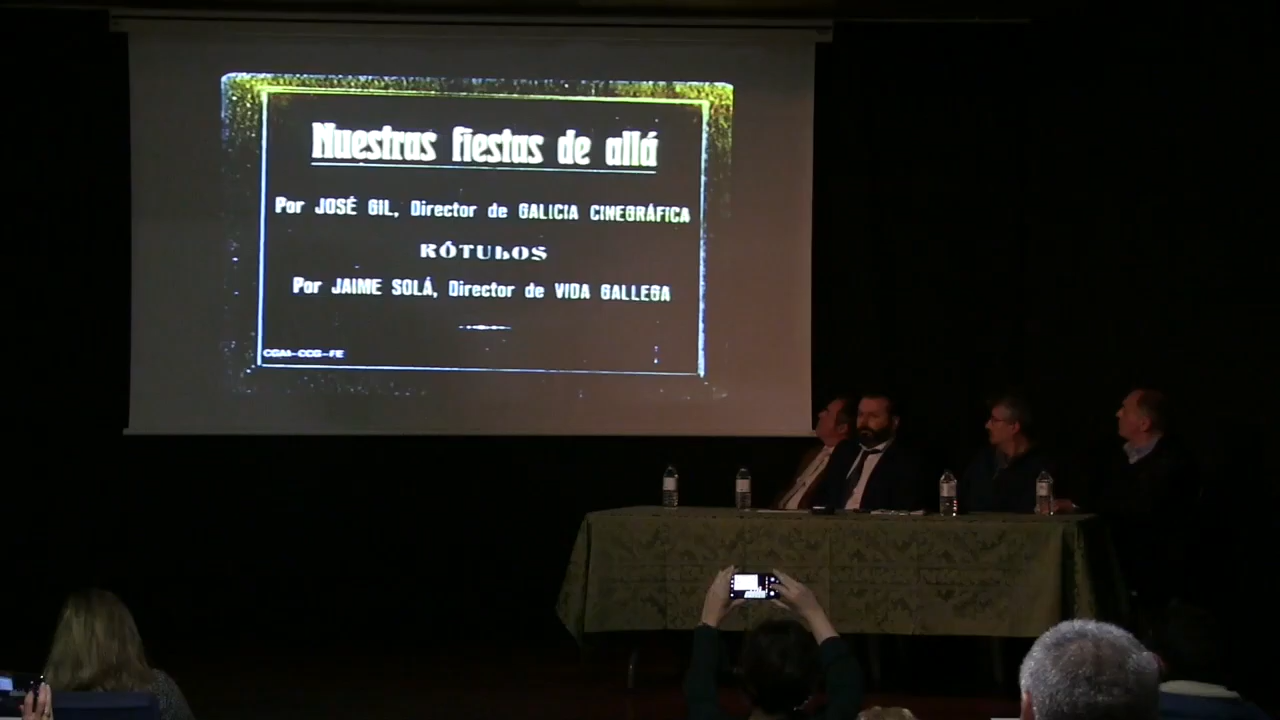 Nuestras fiestas de allá
Por JOSÉ GIL, Director de GALICIA CINEGRÁFICA
RÓTULOS
Por JAIME SOLÁ, Director de VIDA GALLEGA
CGAI-CCG-FE